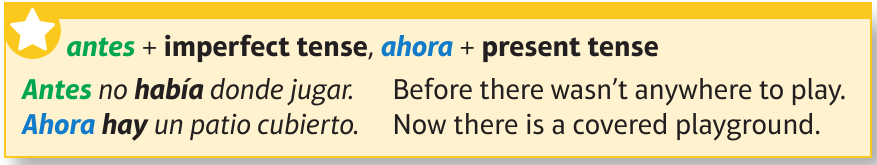 antes + imperfect tense, ahora + present tense
Antes no había donde jugar. Before there wasn't anywhere to play.
Ahora hay un patio cubierto. Now there is a covered playground.